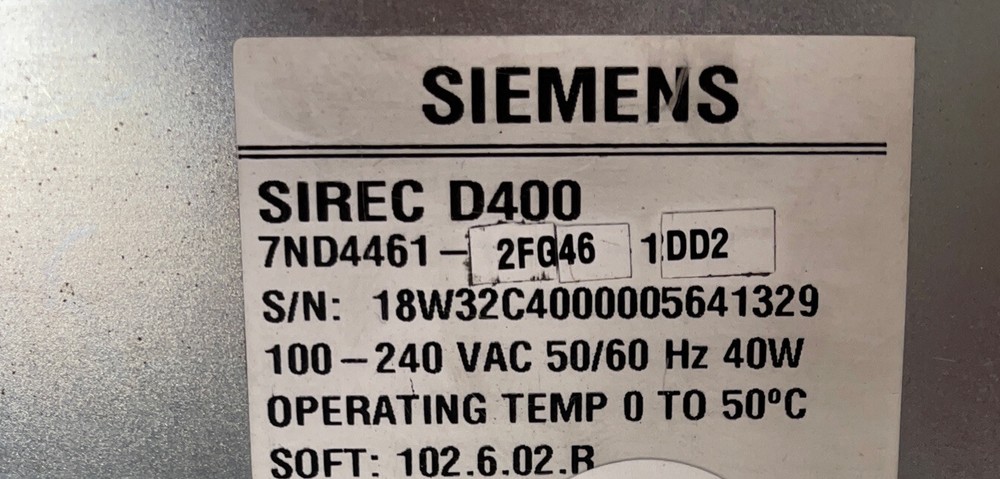 SIEMENS
SIREC D400
7ND4461-2FG46 1DD2
S/N: 18W32C4000005641329
100-240 VAC 50/60 Hz 40W
OPERATING TEMP 0 TO 50ºC
SOFT: 102.6.02.R